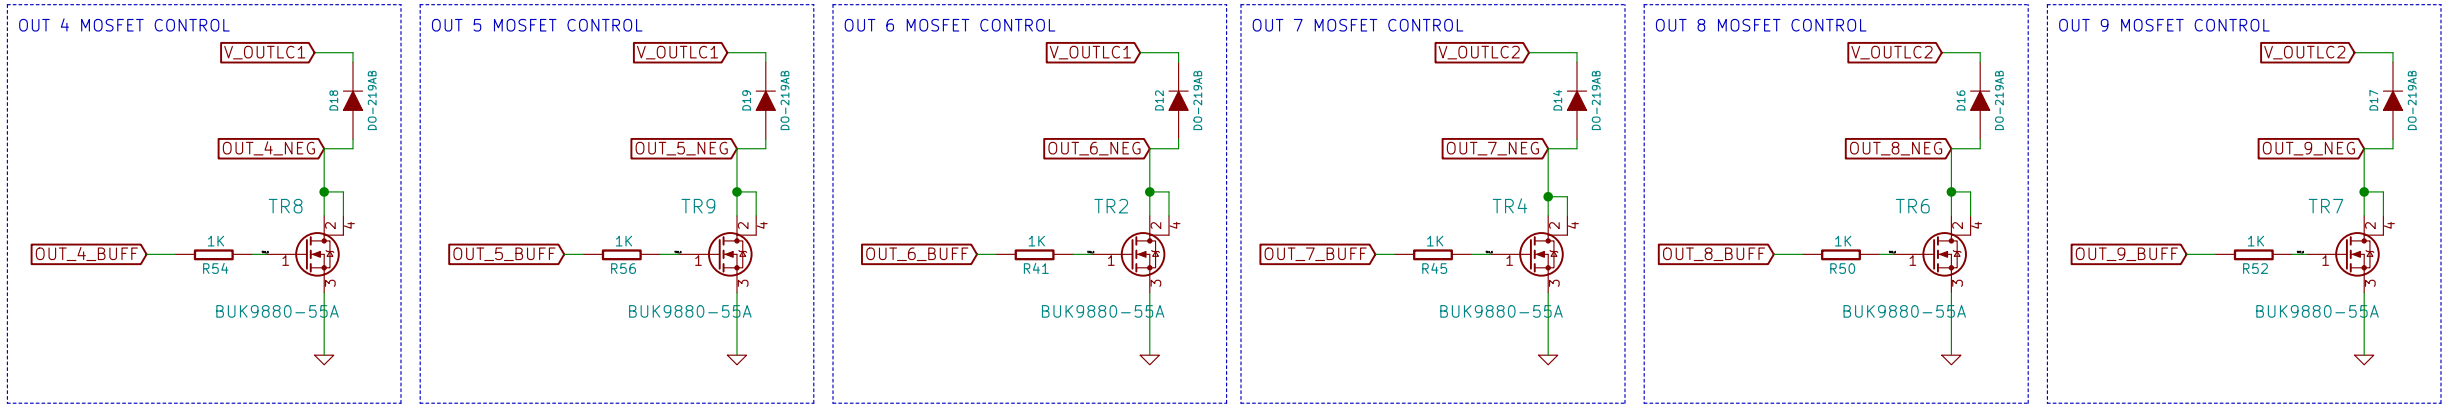 OUT 4 MOSFET CONTROL
V_OUTLC1
D18
DO-219AB
OUT_4_NEG
TR8
2
4
OUT_4_BUFF
1K
R54
1
3
BUK9880-55A
OUT 5 MOSFET CONTROL
V_OUTLC1
D19
DO-219AB
OUT_5_NEG
TR9
2
4
OUT_5_BUFF
1K
R56
1
3
BUK9880-55A
OUT 6 MOSFET CONTROL
V_OUTLC1
D12
DO-219AB
OUT_6_NEG
TR2
2
4
OUT_6_BUFF
1K
R41
1
3
BUK9880-55A
OUT 7 MOSFET CONTROL
V_OUTLC2
D14
DO-219AB
OUT_7_NEG
TR4
2
4
OUT_7_BUFF
1K
R45
1
3
BUK9880-55A
OUT 8 MOSFET CONTROL
V_OUTLC2
D16
DO-219AB
OUT_8_NEG
TR6
2
4
OUT_8_BUFF
1K
R50
1
3
BUK9880-55A
OUT 9 MOSFET CONTROL
V_OUTLC2
D17
DO-219AB
OUT_9_NEG
TR7
2
4
OUT_9_BUFF
1K
R52
1
3
BUK9880-55A